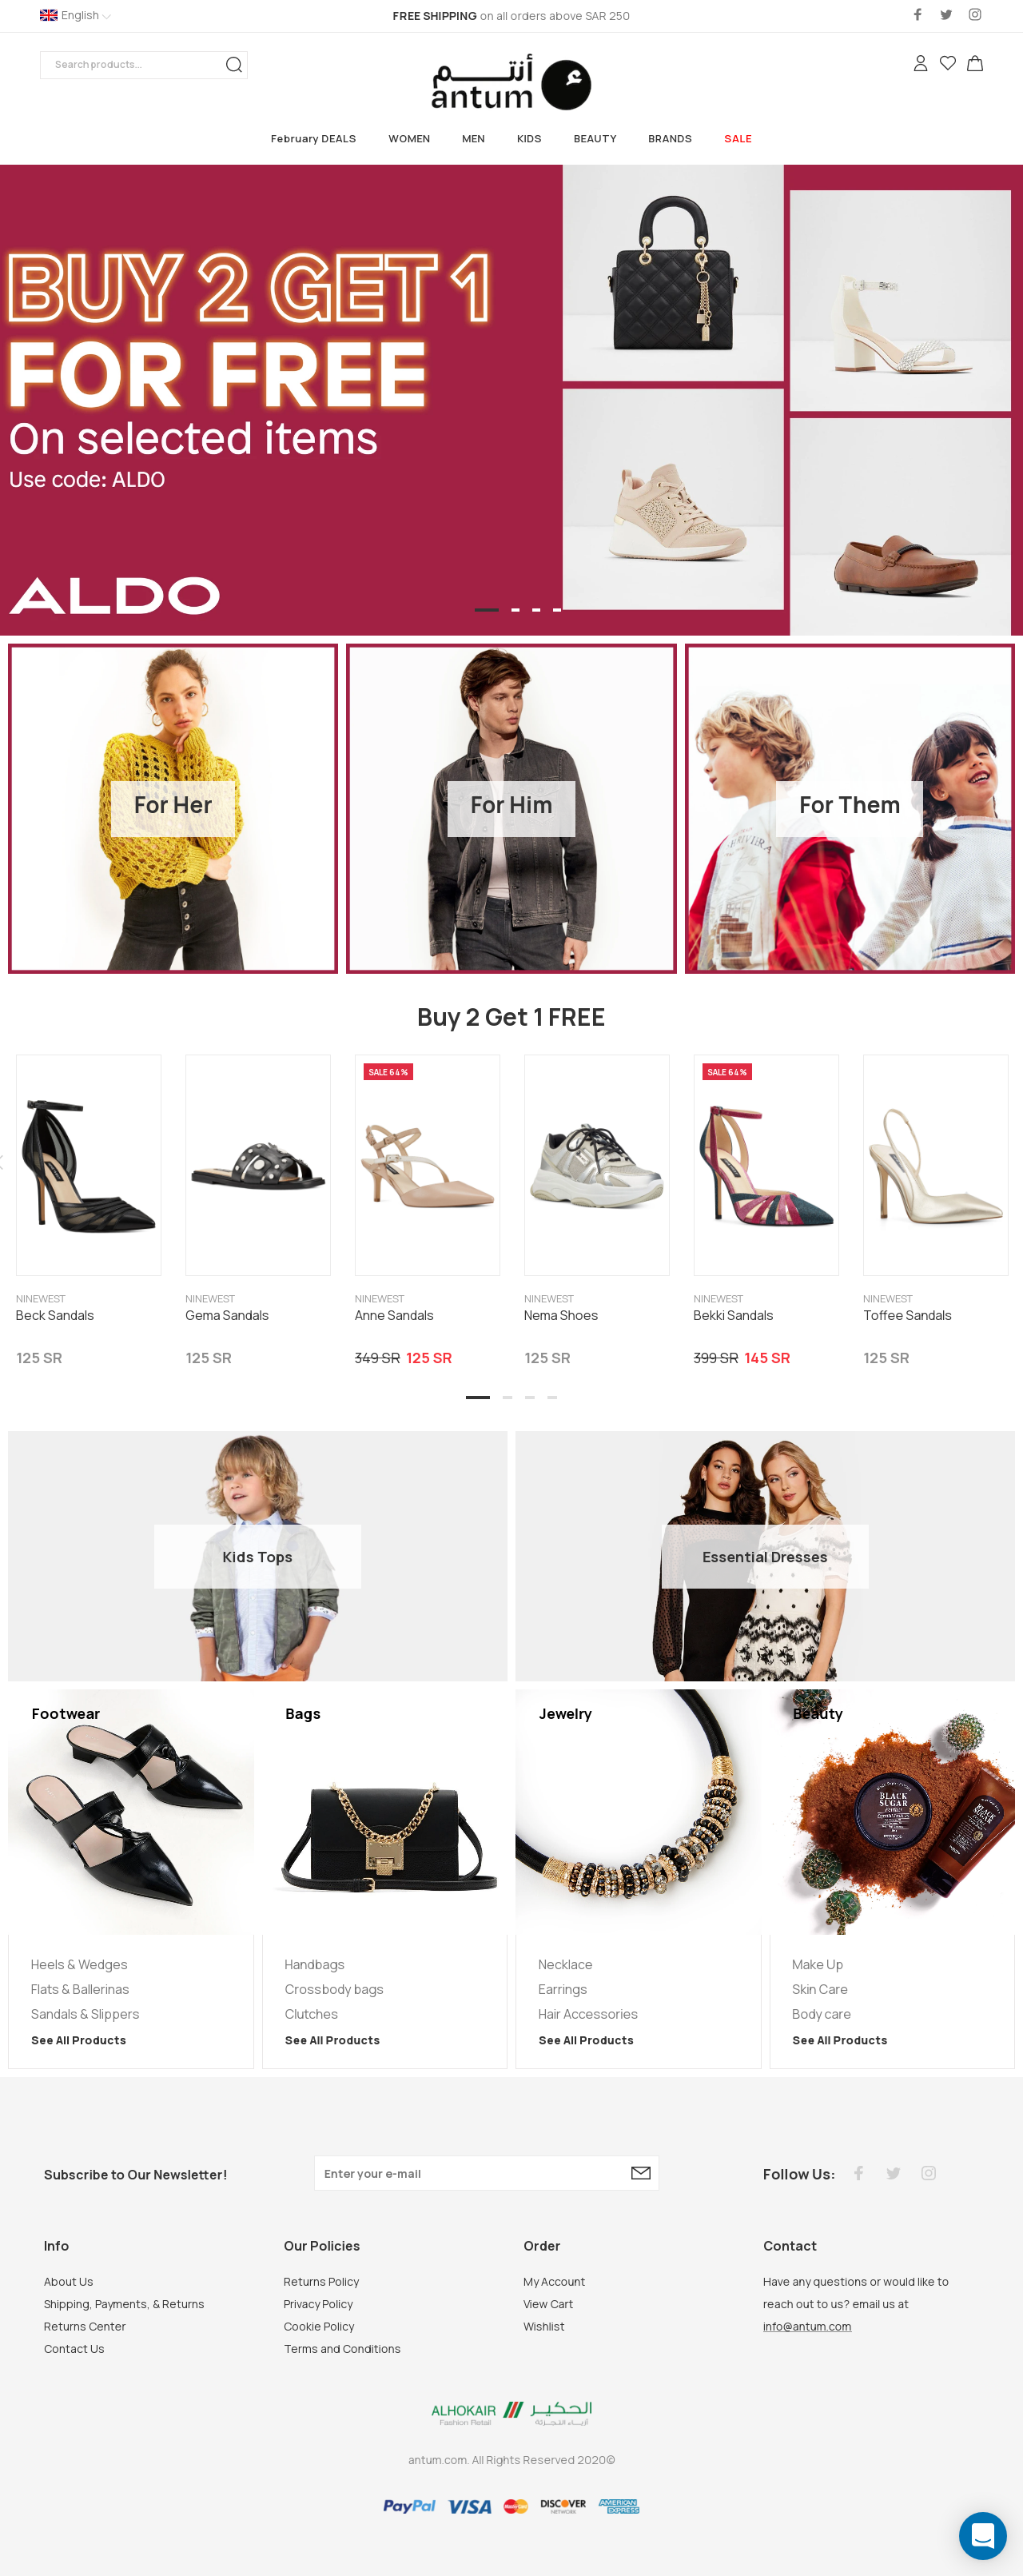 English
FREE SHIPPING on all orders above SAR 250
Search products...
أنتم
antum
February DEALS WOMEN MEN KIDS BEAUTY BRANDS SALE
BUY 2 GET 1
FOR FREE
On selected items
Use code: ALDO
ALDO
For Her For Him For Them
Buy 2 Get 1 FREE
SALE 64% SALE 64%
NINEWEST NINEWEST NINEWEST NINEWEST NINEWEST NINEWEST
Beck Sandals Gema Sandals Anne Sandals Nema Shoes Bekki Sandals Toffee Sandals
125 SR 125 SR 349 SR 125 SR 125 SR 399 SR 145 SR 125 SR
Kids Tops Essential Dresses
Footwear Bags Jewelry Beauty
BLACK
SUGAR
Heels & Wedges Handbags Necklace Make Up
Flats & Ballerinas Crossbody bags Earrings Skin Care
Sandals & Slippers Clutches Hair Accessories Body care
See All Products See All Products See All Products See All Products
Subscribe to Our Newsletter! Enter your e-mail Follow Us:
Info Our Policies Order Contact
About Us Returns Policy My Account Have any questions or would like to
Shipping, Payments, & Returns Privacy Policy View Cart reach out to us? email us at
Returns Center Cookie Policy Wishlist info@antum.com
Contact Us Terms and Conditions
ALHOKAIR الحكير
Fashion Retail أزياء التجزئة
antum.com. All Rights Reserved 2020©
PayPal VISA MasterCard DISCOVER AMERICAN
NETWORK EXPRESS